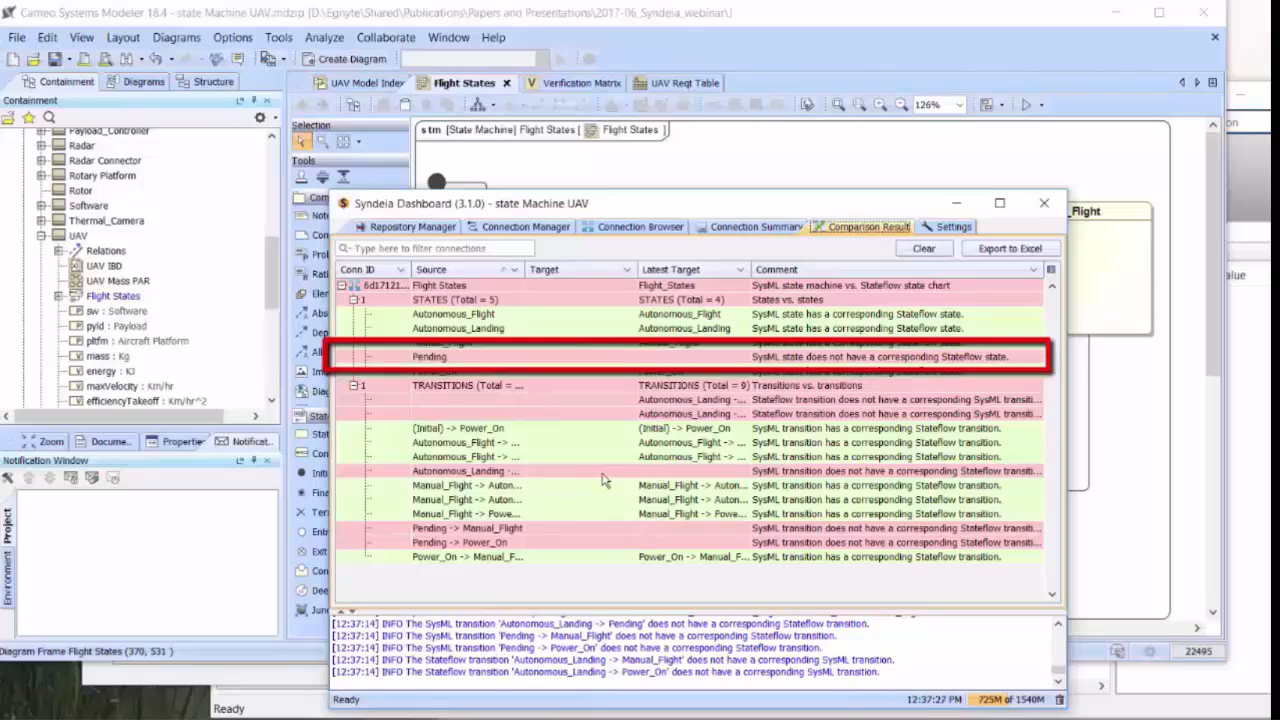 Cameo Systems Modeler 18.4 - state Machine UAV.mdzip [D:\Egnyte\Shared\Publications\Papers and Presentations\2017-06_Syndeia_webinar\]
File Edit View Layout Diagrams Options Tools Analyze Collaborate Window Help
Create Diagram
Containment Diagrams Structure
UAV Model Index Flight States Verification Matrix UAV Reqt Table
Containment
126%
Selection
stm [State Machine] Flight States [ Flight States ]
Tools
Payload_Controller
Radar
Radar Connector
Rotary Platform
Rotor
Software
Thermal_Camera
UAV
Relations
UAV IBD
UAV Mass PAR
Flight States
sw : Software
pyld : Payload
pltfm : Aircraft Platform
mass : Kg
energy : KJ
maxVelocity : Km/hr
efficiencyTakeoff : Km/hr^2
Zoom Docume... Properties Notificat...
Notification Window
Project
Environment
Diagram Frame Flight States (370, 531 )
Ready
22495
_Flight
Syndeia Dashboard (3.1.0) - state Machine UAV
Repository Manager Connection Manager Connection Browser Connection Summary Comparison Result Settings
Type here to filter connections Clear Export to Excel
Conn ID Source Target Latest Target Comment
6d17121... Flight States Flight_States SysML state machine vs. Stateflow state chart
1 STATES (Total = 5) STATES (Total = 4) States vs. states
Autonomous_Flight Autonomous_Flight SysML state has a corresponding Stateflow state.
Autonomous_Landing Autonomous_Landing SysML state has a corresponding Stateflow state.
Pending SysML state does not have a corresponding Stateflow state.
1 TRANSITIONS (Total = ... TRANSITIONS (Total = 9) Transitions vs. transitions
Autonomous_Landing -... Stateflow transition does not have a corresponding SysML transiti...
Autonomous_Landing -... Stateflow transition does not have a corresponding SysML transiti...
(Initial) -> Power_On (Initial) -> Power_On SysML transition has a corresponding Stateflow transition.
Autonomous_Flight -> ... Autonomous_Flight -> ... SysML transition has a corresponding Stateflow transition.
Autonomous_Flight -> ... Autonomous_Flight -> ... SysML transition has a corresponding Stateflow transition.
Autonomous_Landing -... SysML transition does not have a corresponding Stateflow transiti...
Manual_Flight -> Auton... Manual_Flight -> Auton... SysML transition has a corresponding Stateflow transition.
Manual_Flight -> Auton... Manual_Flight -> Auton... SysML transition has a corresponding Stateflow transition.
Manual_Flight -> Powe... Manual_Flight -> Powe... SysML transition has a corresponding Stateflow transition.
Pending -> Manual_Flight SysML transition does not have a corresponding Stateflow transiti...
Pending -> Power_On SysML transition does not have a corresponding Stateflow transiti...
Power_On -> Manual_F... Power_On -> Manual_F... SysML transition has a corresponding Stateflow transition.
[12:37:14] INFO The SysML transition 'Autonomous_Landing -> Pending' does not have a corresponding Stateflow transition.
[12:37:14] INFO The SysML transition 'Pending -> Manual_Flight' does not have a corresponding Stateflow transition.
[12:37:14] INFO The SysML transition 'Pending -> Power_On' does not have a corresponding Stateflow transition.
[12:37:14] INFO The Stateflow transition 'Autonomous_Landing -> Manual_Flight' does not have a corresponding SysML transition.
[12:37:14] INFO The Stateflow transition 'Autonomous_Landing -> Power_On' does not have a corresponding SysML transition.
Ready 12:37:27 PM 725M of 1540M